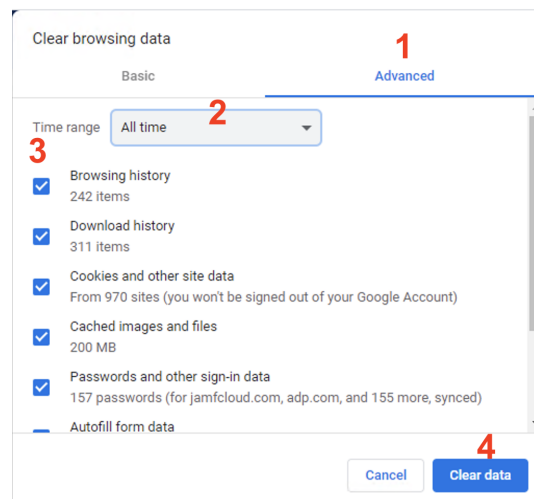 Clear browsing data
1
Basic
Advanced
2
Time range
All time
3
Browsing history
242 items
Download history
311 items
Cookies and other site data
From 970 sites (you won't be signed out of your Google Account)
Cached images and files
200 MB
Passwords and other sign-in data
157 passwords (for jamfcloud.com, adp.com, and 155 more, synced)
Autofill form data
4
Cancel
Clear data